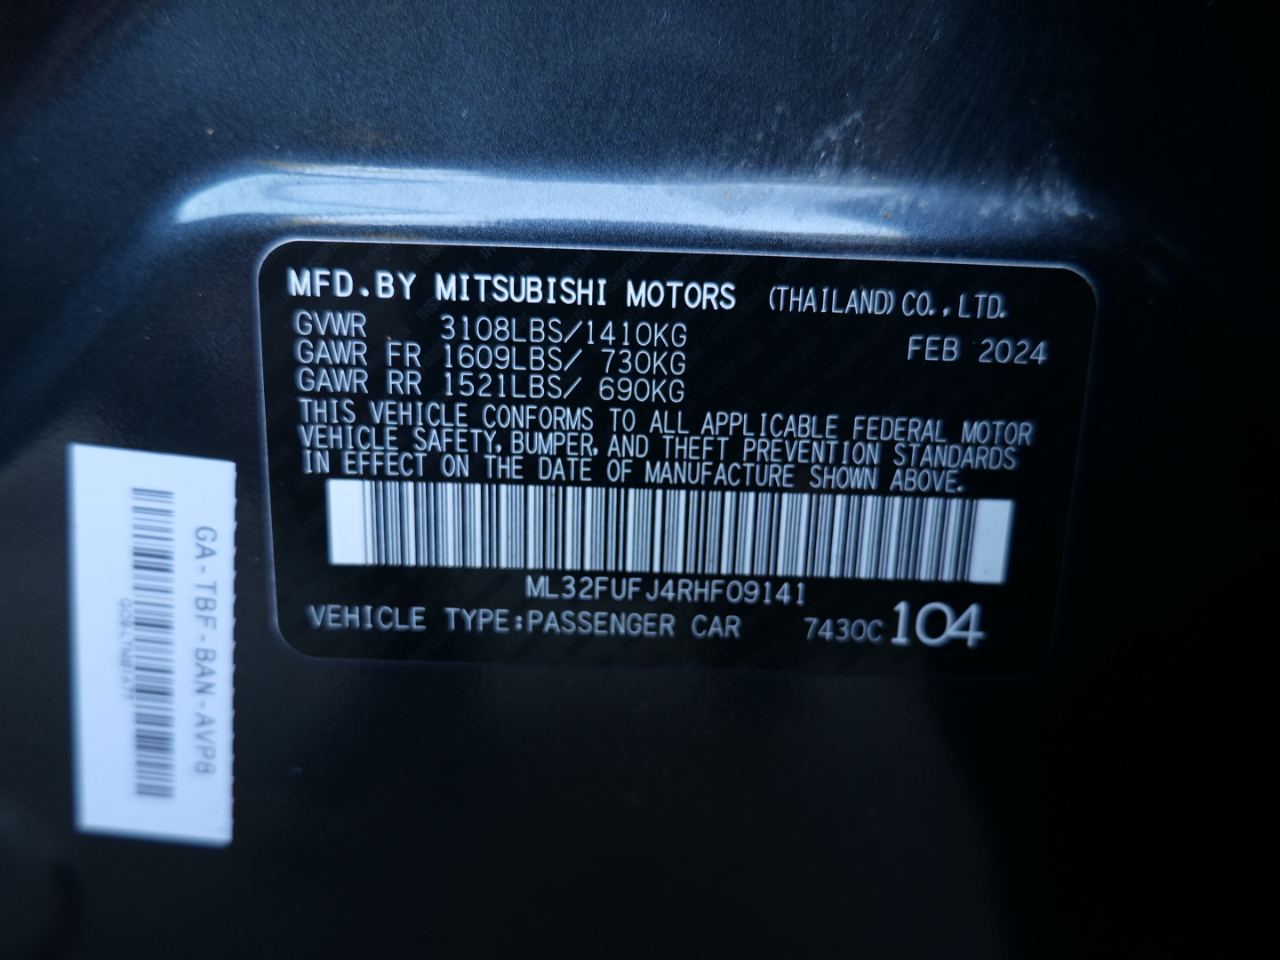 MFD.BY MITSUBISHI MOTORS (THAILAND)CO.,LTD.
GVWR 3108LBS/1410KG FEB 2024
GAWR FR 1609LBS/ 730KG
GAWR RR 1521LBS/ 690KG
THIS VEHICLE CONFORMS TO ALL APPLICABLE FEDERAL MOTOR
VEHICLE SAFETY, BUMPER, AND THEFT PREVENTION STANDARDS
IN EFFECT ON THE DATE OF MANUFACTURE SHOWN ABOVE.
ML32FUFJ4RHF09141
VEHICLE TYPE:PASSENGER CAR 7430C 104
GA-TBF-BAN-AVP8